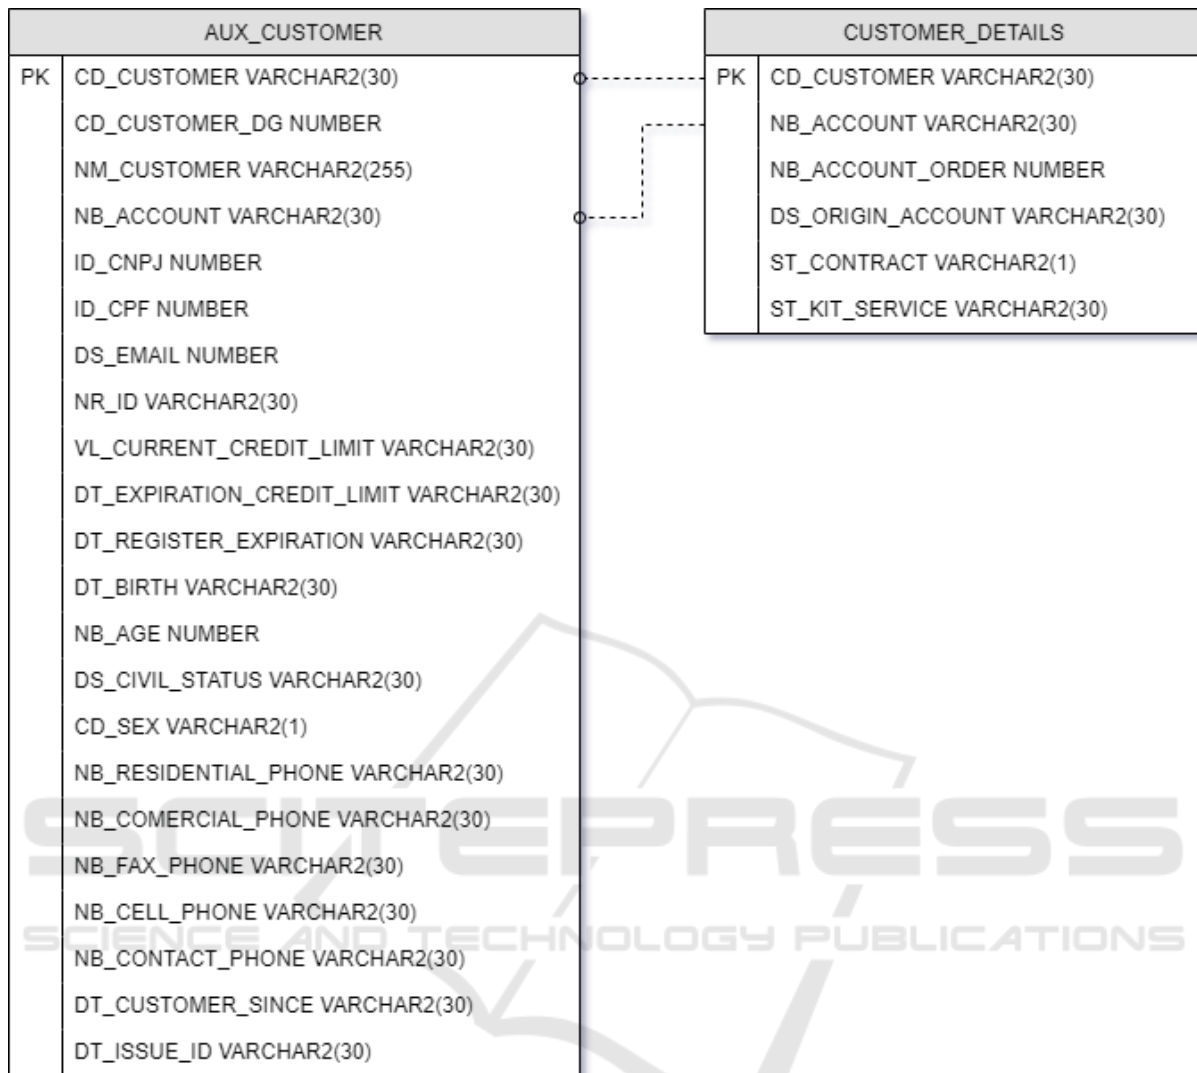 AUX_CUSTOMER
PK CD_CUSTOMER VARCHAR2(30)
CD_CUSTOMER_DG NUMBER
NM_CUSTOMER VARCHAR2(255)
NB_ACCOUNT VARCHAR2(30)
ID_CNPJ NUMBER
ID_CPF NUMBER
DS_EMAIL NUMBER
NR_ID VARCHAR2(30)
VL_CURRENT_CREDIT_LIMIT VARCHAR2(30)
DT_EXPIRATION_CREDIT_LIMIT VARCHAR2(30)
DT_REGISTER_EXPIRATION VARCHAR2(30)
DT_BIRTH VARCHAR2(30)
NB_AGE NUMBER
DS_CIVIL_STATUS VARCHAR2(30)
CD_SEX VARCHAR2(1)
NB_RESIDENTIAL_PHONE VARCHAR2(30)
NB_COMERCIAL_PHONE VARCHAR2(30)
NB_FAX_PHONE VARCHAR2(30)
NB_CELL_PHONE VARCHAR2(30)
NB_CONTACT_PHONE VARCHAR2(30)
DT_CUSTOMER_SINCE VARCHAR2(30)
DT_ISSUE_ID VARCHAR2(30)
CUSTOMER_DETAILS
PK CD_CUSTOMER VARCHAR2(30)
NB_ACCOUNT VARCHAR2(30)
NB_ACCOUNT_ORDER NUMBER
DS_ORIGIN_ACCOUNT VARCHAR2(30)
ST_CONTRACT VARCHAR2(1)
ST_KIT_SERVICE VARCHAR2(30)
SCITEPRESS
SCIENCE AND TECHNOLOGY PUBLICATIONS